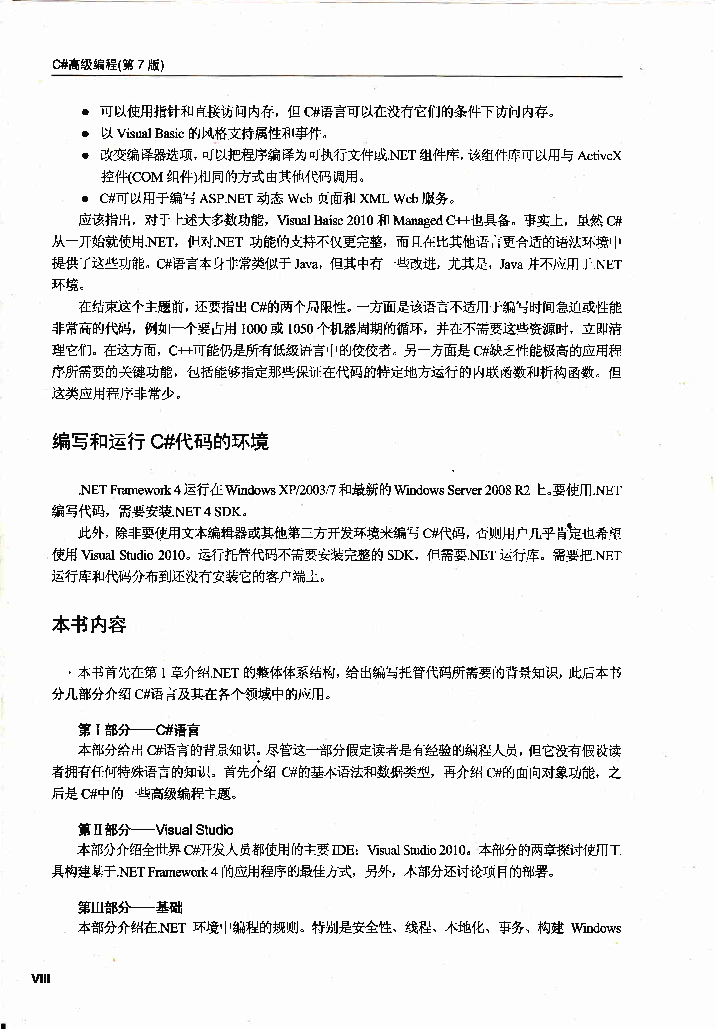 C#高级编程(第 7 版)
● 可以使用指针和直接访问内存，但 C#语言可以在没有它们的条件下访问内存。
● 以 Visual Basic 的风格支持属性和事件。
● 改变编译器选项，可以把程序编译为可执行文件或.NET 组件库，该组件库可以用与 ActiveX
控件(COM 组件)相同的方式由其他代码调用。
● C#可以用于编写 ASP.NET 动态 Web 页面和 XML Web 服务。
应该指出，对于上述大多数功能，Visual Baisc 2010 和 Managed C++也具备。事实上，虽然 C#
从一开始就使用.NET，但对.NET 功能的支持不仅更完整，而且在比其他语言更合适的语法环境中
提供了这些功能。C#语言本身非常类似于 Java，但其中有一些改进，尤其是，Java 并不应用于.NET
环境。
在结束这个主题前，还要指出 C#的两个局限性。一方面是该语言不适用于编写时间急迫或性能
非常高的代码，例如一个要占用 1000 或 1050 个机器周期的循环，并在不需要这些资源时，立即清
理它们。在这方面，C++可能仍是所有低级语言中的佼佼者。另一方面是 C#缺乏性能极高的应用程
序所需要的关键功能，包括能够指定那些保证在代码的特定地方运行的内联函数和析构函数。但
这类应用程序非常少。
编写和运行 C#代码的环境
.NET Framework 4 运行在 Windows XP/2003/7 和最新的 Windows Server 2008 R2 上。要使用.NET
编写代码，需要安装.NET 4 SDK。
此外，除非要使用文本编辑器或其他第三方开发环境来编写 C#代码，否则用户几乎肯定也希望
使用 Visual Studio 2010。运行托管代码不需要安装完整的 SDK，但需要.NET 运行库。需要把.NET
运行库和代码分布到还没有安装它的客户端上。
本书内容
本书首先在第 1 章介绍.NET 的整体体系结构，给出编写托管代码所需要的背景知识，此后本书
分几部分介绍 C#语言及其在各个领域中的应用。
第Ⅰ部分——C#语言
本部分给出 C#语言的背景知识。尽管这一部分假定读者是有经验的编程人员，但它没有假设读
者拥有任何特殊语言的知识。首先介绍 C#的基本语法和数据类型，再介绍 C#的面向对象功能，之
后是 C#中的一些高级编程主题。
第Ⅱ部分——Visual Studio
本部分介绍全世界 C#开发人员都使用的主要 IDE：Visual Studio 2010。本部分的两章探讨使用工
具构建基于.NET Framework 4 的应用程序的最佳方式，另外，本部分还讨论项目的部署。
第Ⅲ部分——基础
本部分介绍在.NET 环境中编程的规则。特别是安全性、线程、本地化、事务、构建 Windows
VIII